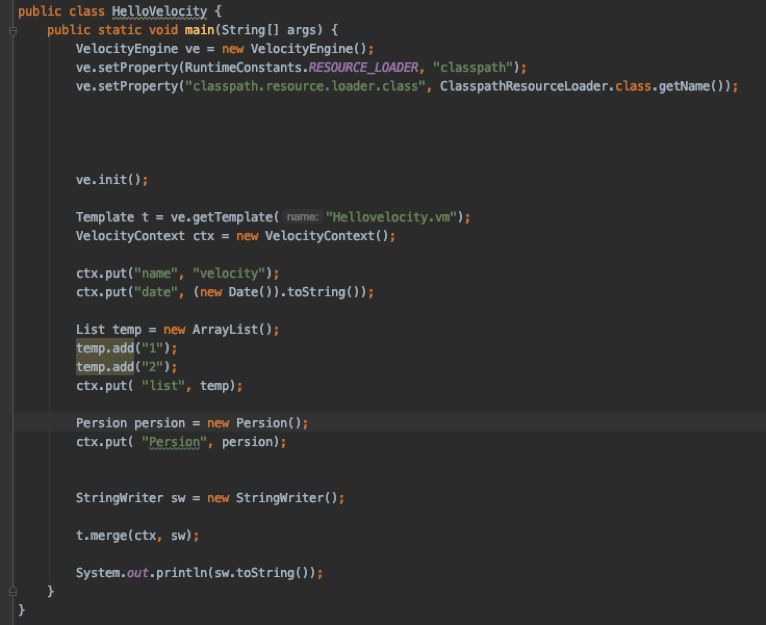 public class HelloVelocity {
public static void main(String[] args) {
VelocityEngine ve = new VelocityEngine();
ve.setProperty(RuntimeConstants.RESOURCE_LOADER, "classpath");
ve.setProperty("classpath.resource.loader.class", ClasspathResourceLoader.class.getName());
ve.init();
Template t = ve.getTemplate( name: "Hellovelocity.vm");
VelocityContext ctx = new VelocityContext();
ctx.put("name", "velocity");
ctx.put("date", (new Date()).toString());
List temp = new ArrayList();
temp.add("1");
temp.add("2");
ctx.put( "list", temp);
Persion persion = new Persion();
ctx.put( "Persion", persion);
StringWriter sw = new StringWriter();
t.merge(ctx, sw);
System.out.println(sw.toString());
}
}